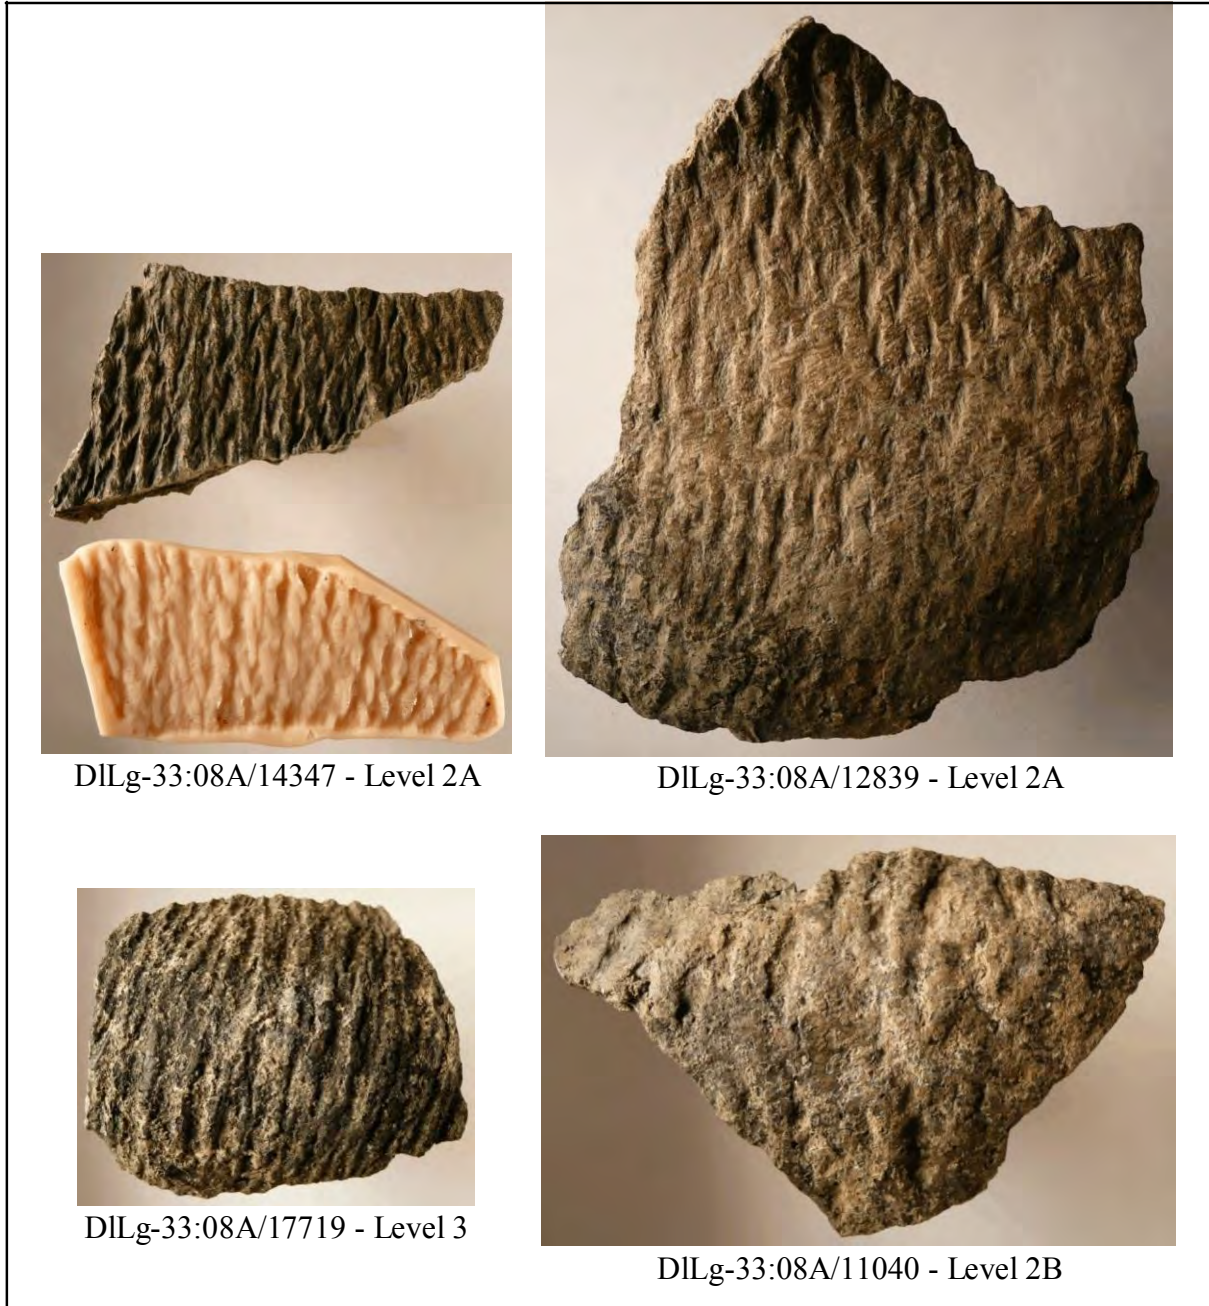 DlLg-33:08A/14347 - Level 2A
DlLg-33:08A/12839 - Level 2A
DlLg-33:08A/17719 - Level 3
DlLg-33:08A/11040 - Level 2B